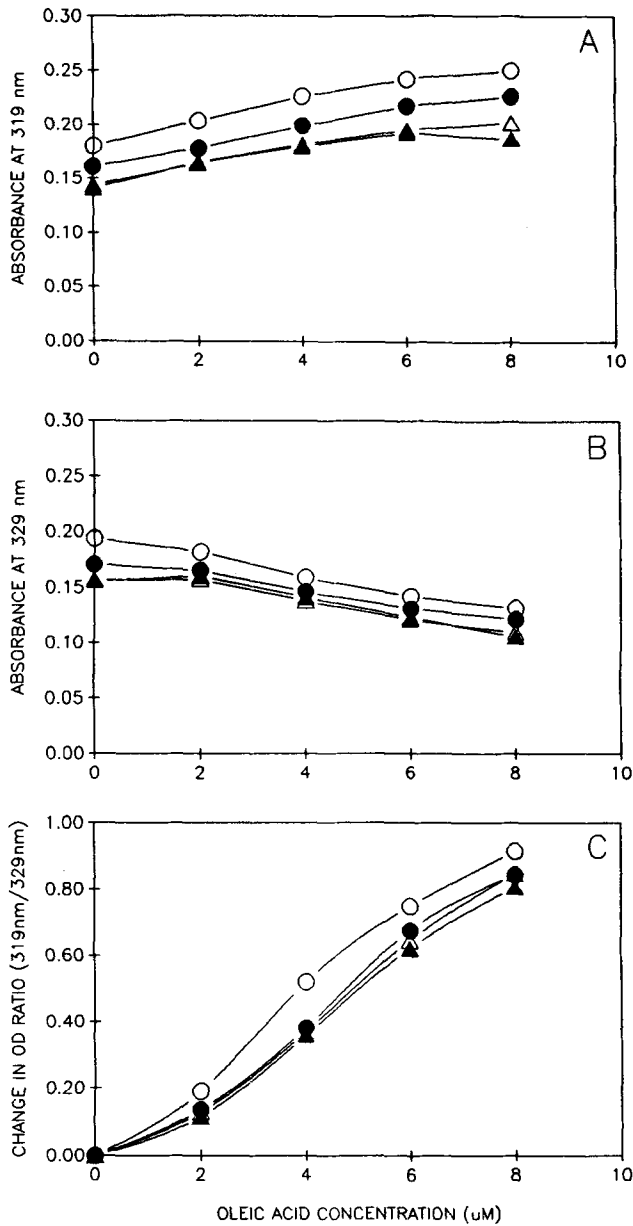 A
ABSORBANCE AT 319 nm
0.30
0.25
0.20
0.15
0.10
0.05
0.00
0 2 4 6 8 10
B
ABSORBANCE AT 329 nm
0.30
0.25
0.20
0.15
0.10
0.05
0.00
0 2 4 6 8 10
C
CHANGE IN OD RATIO (319nm/329nm)
1.00
0.80
0.60
0.40
0.20
0.00
0 2 4 6 8 10
OLEIC ACID CONCENTRATION (uM)